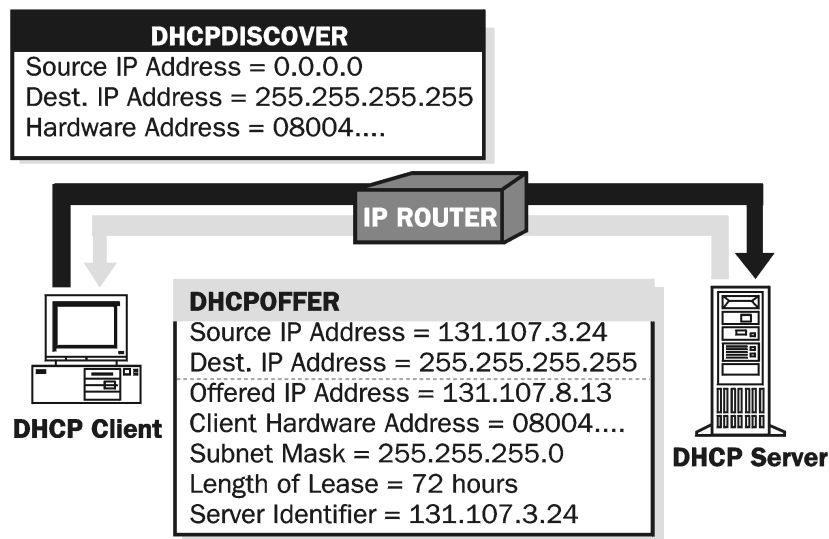 DHCPDISCOVER
Source IP Address = 0.0.0.0
Dest. IP Address = 255.255.255.255
Hardware Address = 08004....
IP ROUTER
DHCPOFFER
Source IP Address = 131.107.3.24
Dest. IP Address = 255.255.255.255
Offered IP Address = 131.107.8.13
Client Hardware Address = 08004....
Subnet Mask = 255.255.255.0
Length of Lease = 72 hours
Server Identifier = 131.107.3.24
DHCP Client
DHCP Server